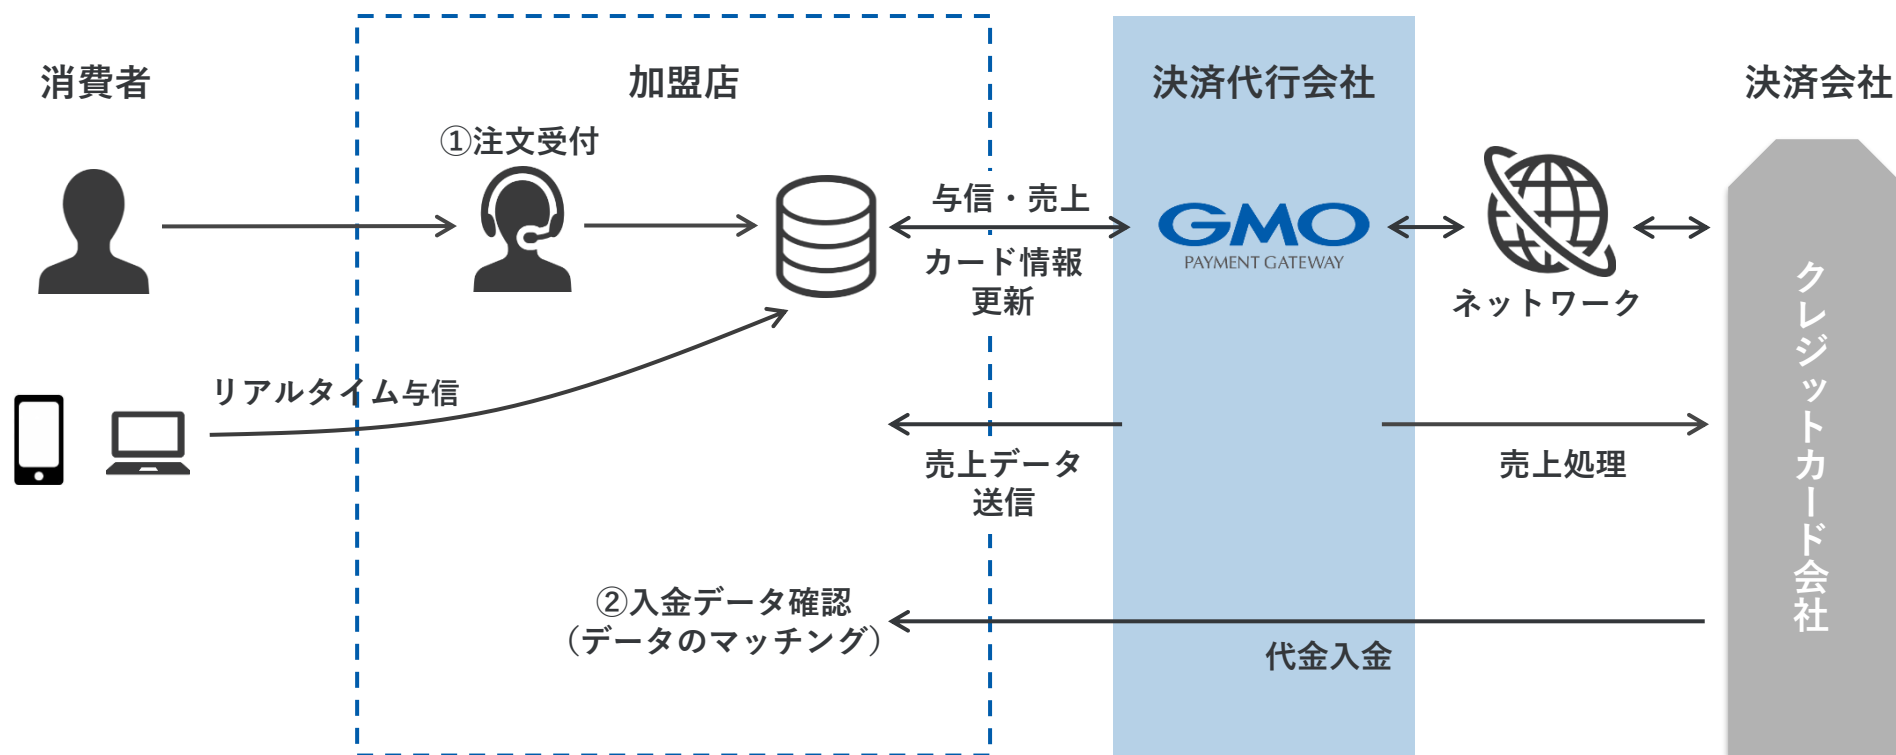 消費者
加盟店
決済代行会社
決済会社
①注文受付
与信・売上
カード情報
更新
GMO
PAYMENT GATEWAY
ネットワーク
クレジットカード会社
リアルタイム与信
売上データ
送信
売上処理
②入金データ確認
（データのマッチング）
代金入金